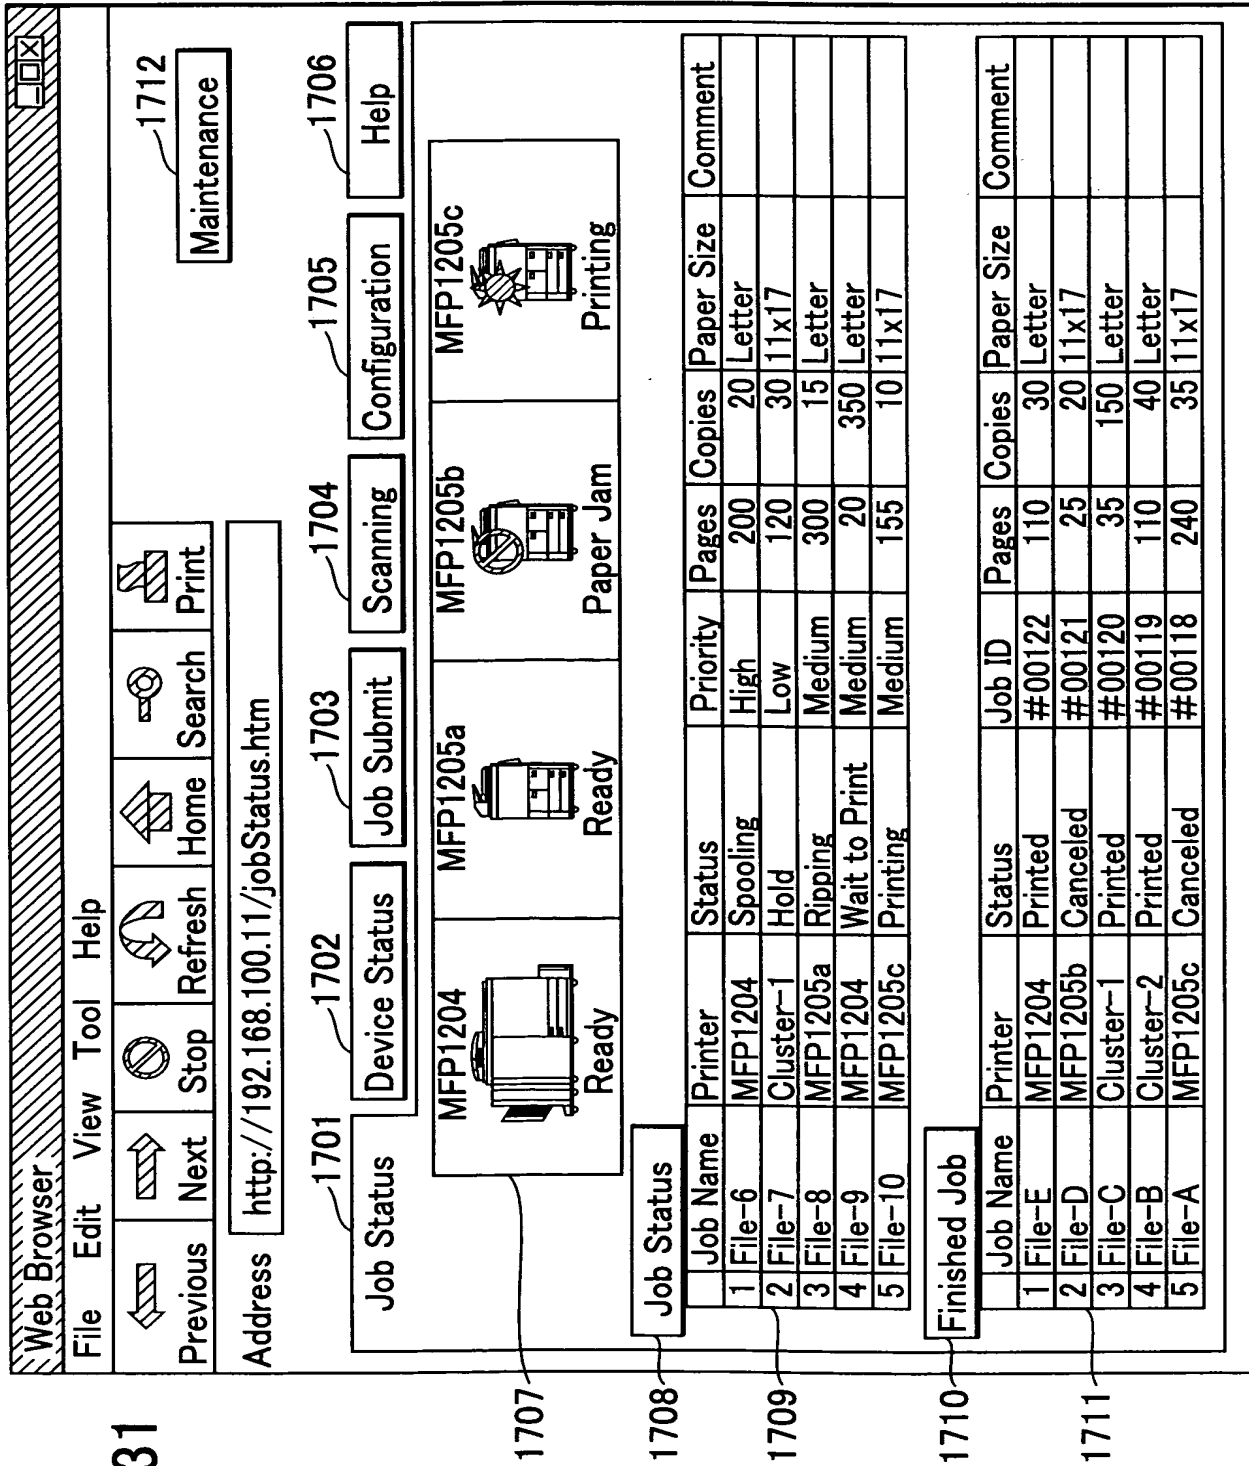 31
Web Browser
File Edit View Tool Help
Previous Next Stop Refresh Home Search Print
1712
Maintenance
Address http://192.168.100.11/jobStatus.htm
1701 1702 1703 1704 1705 1706
Job Status Device Status Job Submit Scanning Configuration Help
1707
MFP1204 MFP1205a MFP1205b MFP1205c
Ready Ready Paper Jam Printing
1708
Job Status
1709
Job Name Printer Status Priority Pages Copies Paper Size Comment
1 File-6 MFP1204 Spooling High 200 20 Letter
2 File-7 Cluster-1 Hold Low 120 30 11x17
3 File-8 MFP1205a Ripping Medium 300 15 Letter
4 File-9 MFP1204 Wait to Print Medium 20 350 Letter
5 File-10 MFP1205c Printing Medium 155 10 11x17
1710
Finished Job
1711
Job Name Printer Status Job ID Pages Copies Paper Size Comment
1 File-E MFP1204 Printed #00122 110 30 Letter
2 File-D MFP1205b Canceled #00121 25 20 11x17
3 File-C Cluster-1 Printed #00120 35 150 Letter
4 File-B Cluster-2 Printed #00119 110 40 Letter
5 File-A MFP1205c Canceled #00118 240 35 11x17